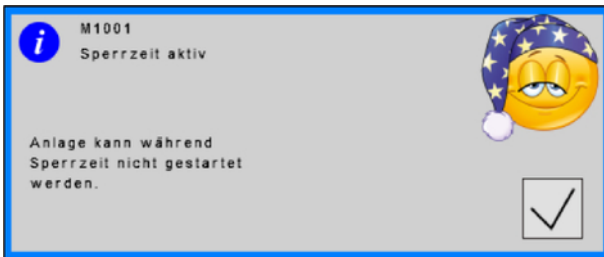 i
M1001
Sperrzeit aktiv
Anlage kann während
Sperrzeit nicht gestartet
werden.